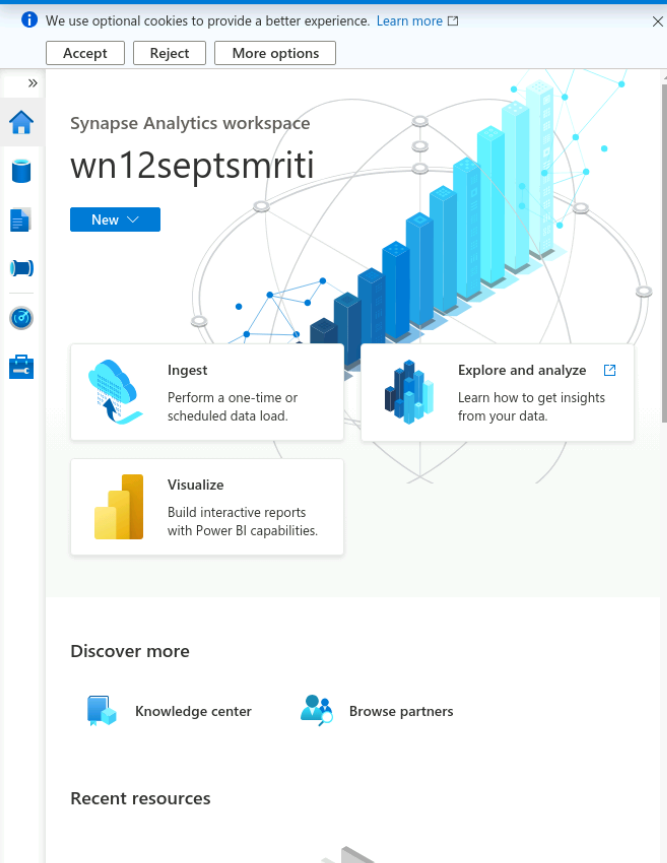 We use optional cookies to provide a better experience. Learn more
Accept Reject More options
Synapse Analytics workspace
wn12septsmriti
New
Ingest
Perform a one-time or
scheduled data load.
Explore and analyze
Learn how to get insights
from your data.
Visualize
Build interactive reports
with Power BI capabilities.
Discover more
Knowledge center
Browse partners
Recent resources